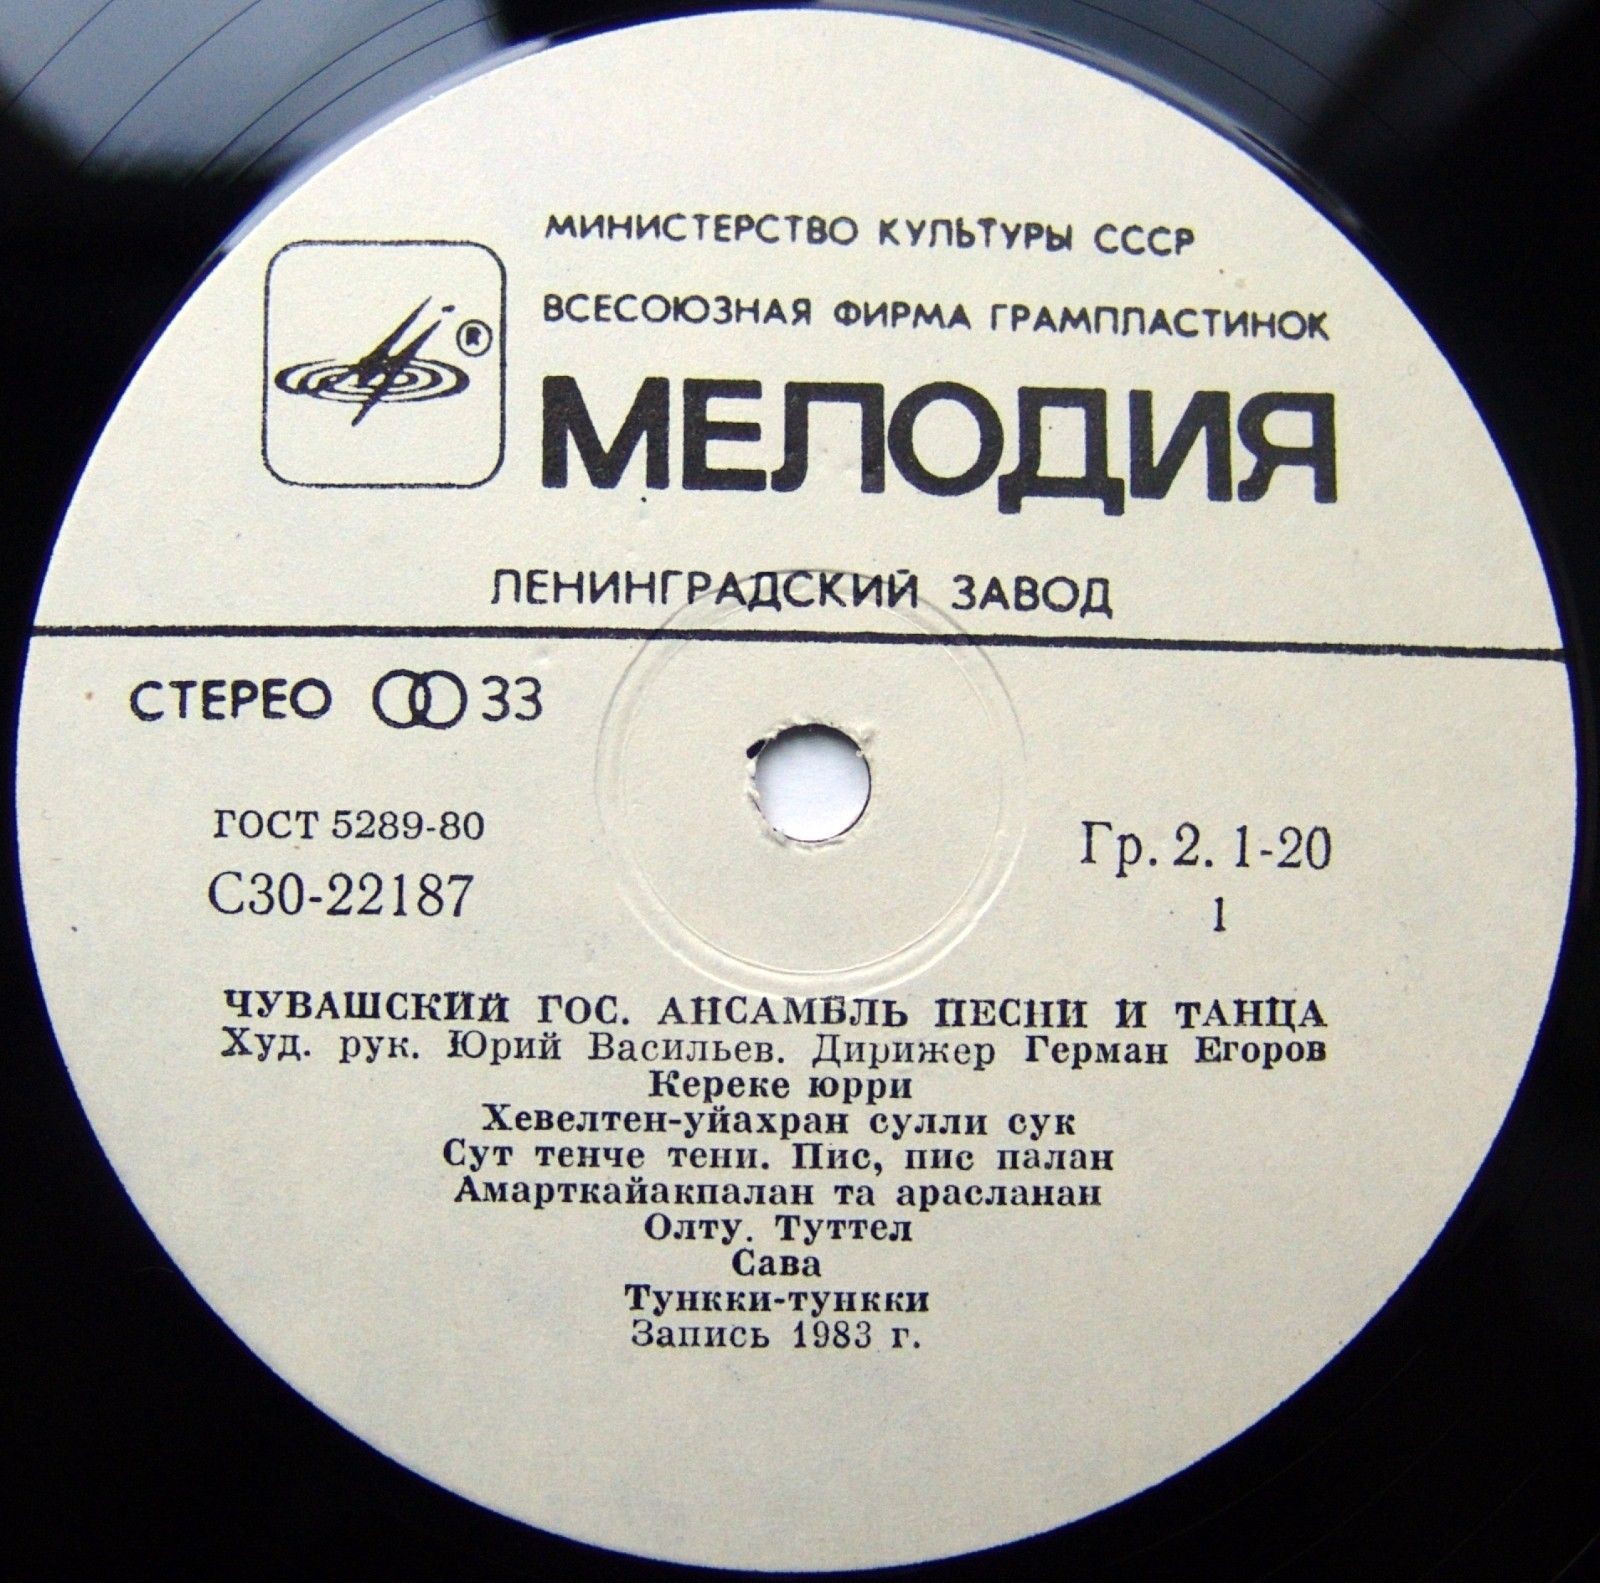 МИНИСТЕРСТВО КУЛЬТУРЫ СССР
ВСЕСОЮЗНАЯ ФИРМА ГРАМПЛАСТИНОК
®
МЕЛОДИЯ
ЛЕНИНГРАДСКИЙ ЗАВОД
СТЕРЕО 33
ГОСТ 5289-80
Гр. 2. 1-20
С30-22187
1
ЧУВАШСКИЙ ГОС. АНСАМБЛЬ ПЕСНИ И ТАНЦА
Худ. рук. Юрий Васильев. Дирижер Герман Егоров
Кереке юрри
Хевелтен-уйахран сулли сук
Сут тенче тени. Пис, пис палан
Амарткайакпалан та арасланан
Олту. Туттел
Сава
Тункки-тункки
Запись 1983 г.